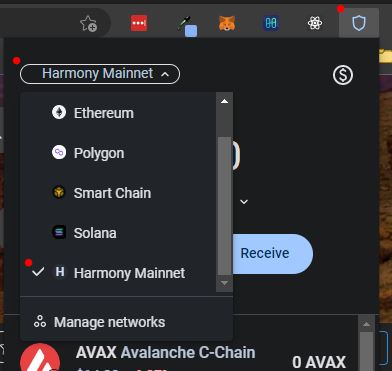 Harmony Mainnet
Ethereum
Polygon
Smart Chain
Solana
H Harmony Mainnet
Receive
Manage networks
AVAX Avalanche C-Chain
0 AVAX